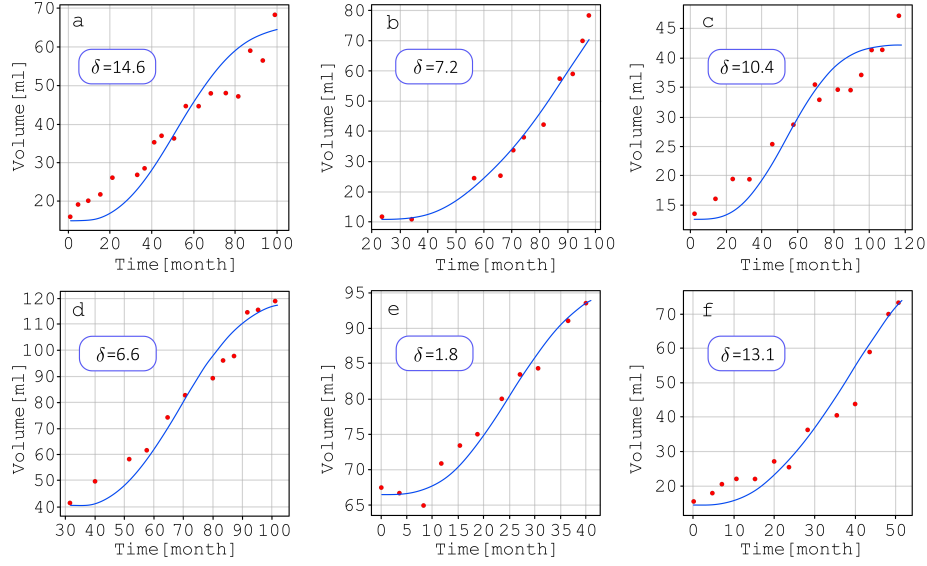 a
δ=14.6
Volume[ml]
70
60
50
40
30
20
0 20 40 60 80 100
Time[month]
b
δ=7.2
Volume[ml]
80
70
60
50
40
30
20
10
20 30 40 50 60 70 80 90 100
Time[month]
c
δ=10.4
Volume[ml]
45
40
35
30
25
20
15
0 20 40 60 80 100 120
Time[month]
d
δ=6.6
Volume[ml]
120
110
100
90
80
70
60
50
40
30 40 50 60 70 80 90 100
Time[month]
e
δ=1.8
Volume[ml]
95
90
85
80
75
70
65
0 5 10 15 20 25 30 35 40
Time[month]
f
δ=13.1
Volume[ml]
70
60
50
40
30
20
0 10 20 30 40 50
Time[month]